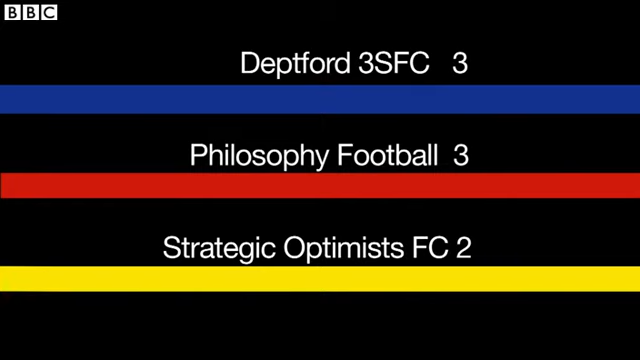 BBC
Deptford 3SFC 3
Philosophy Football 3
Strategic Optimists FC 2